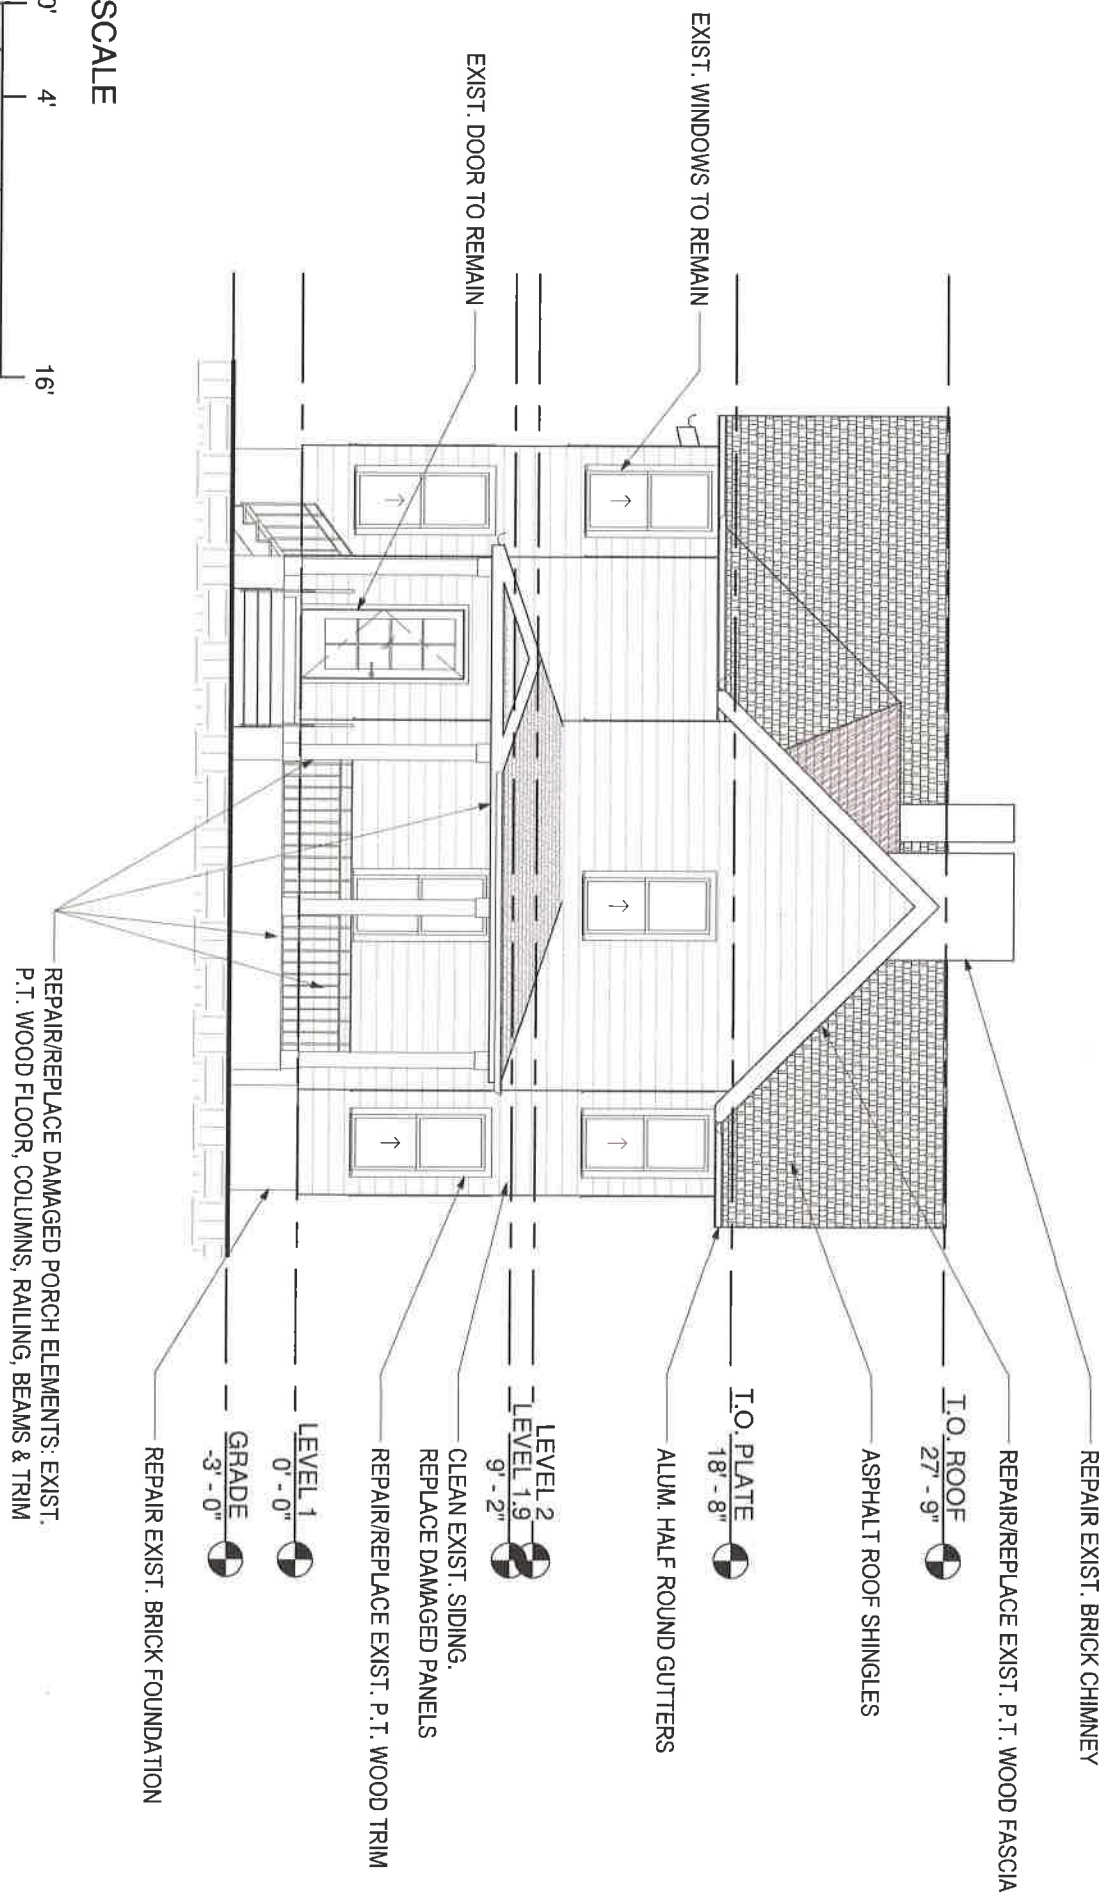 REPAIR EXIST. BRICK CHIMNEY
REPAIR/REPLACE EXIST. P.T. WOOD FASCIA
T.O. ROOF
27' - 9"
ASPHALT ROOF SHINGLES
T.O. PLATE
18' - 8"
ALUM. HALF ROUND GUTTERS
EXIST. WINDOWS TO REMAIN
EXIST. DOOR TO REMAIN
LEVEL 2
LEVEL 1.9
9' - 2"
CLEAN EXIST. SIDING.
REPLACE DAMAGED PANELS
REPAIR/REPLACE EXIST. P.T. WOOD TRIM
LEVEL 1
0' - 0"
GRADE
-3' - 0"
REPAIR EXIST. BRICK FOUNDATION
REPAIR/REPLACE DAMAGED PORCH ELEMENTS: EXIST.
P.T. WOOD FLOOR, COLUMNS, RAILING, BEAMS & TRIM
SCALE
0' 4' 16'